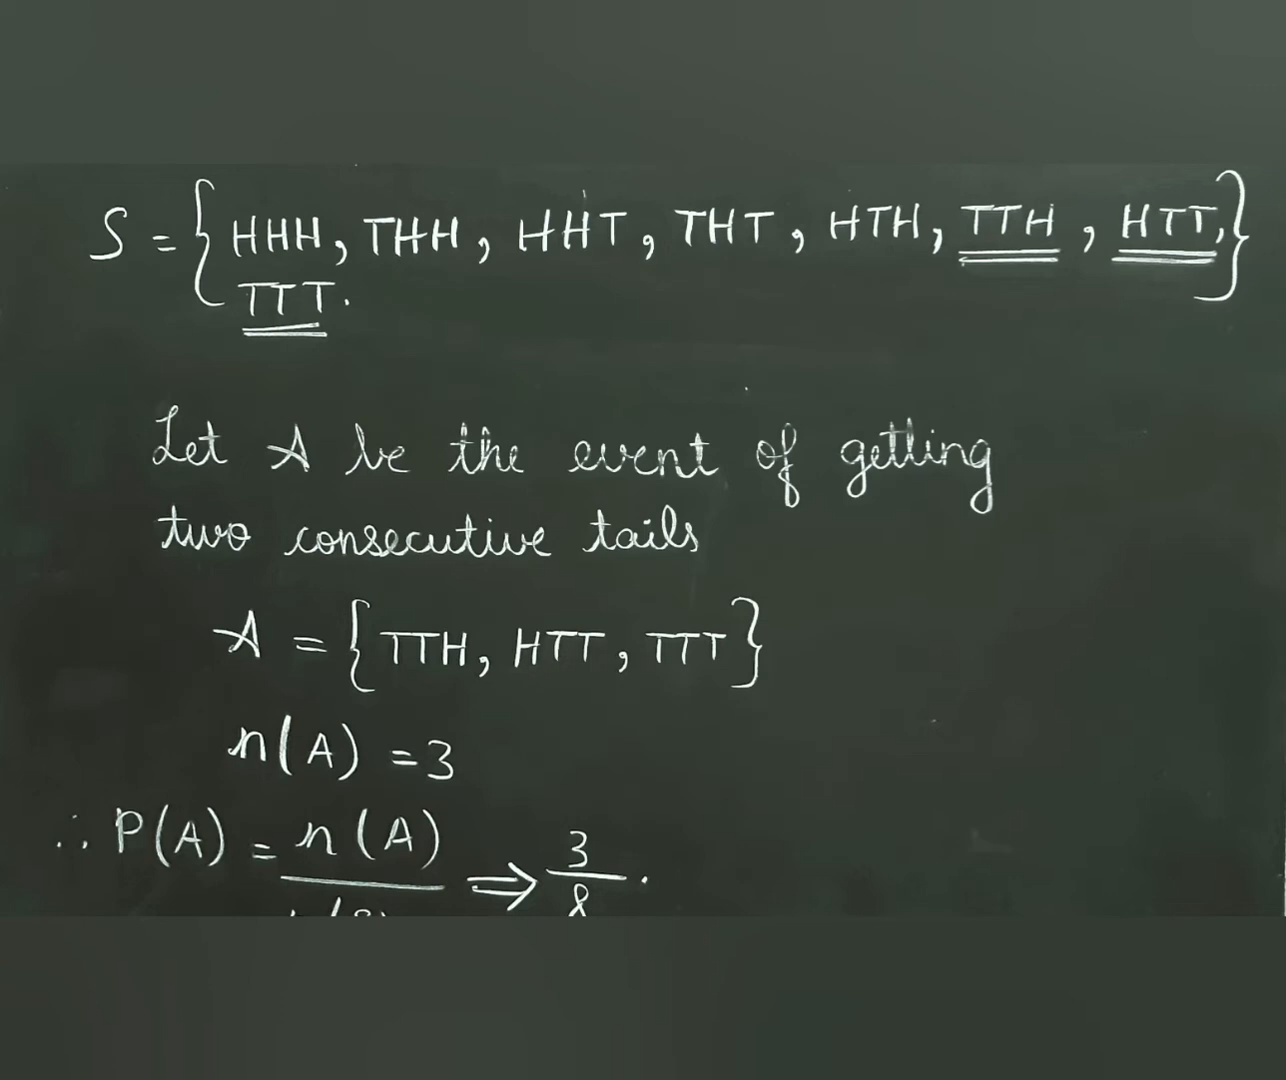 S = { HHH, THH, HHT, THT, HTH, TTH, HTT, }
TTT.
Let A be the event of getting
two consecutive tails
A = { TTH, HTT, TTT }
n(A) = 3
∴ P(A) = n(A) ⇒ 3
8.